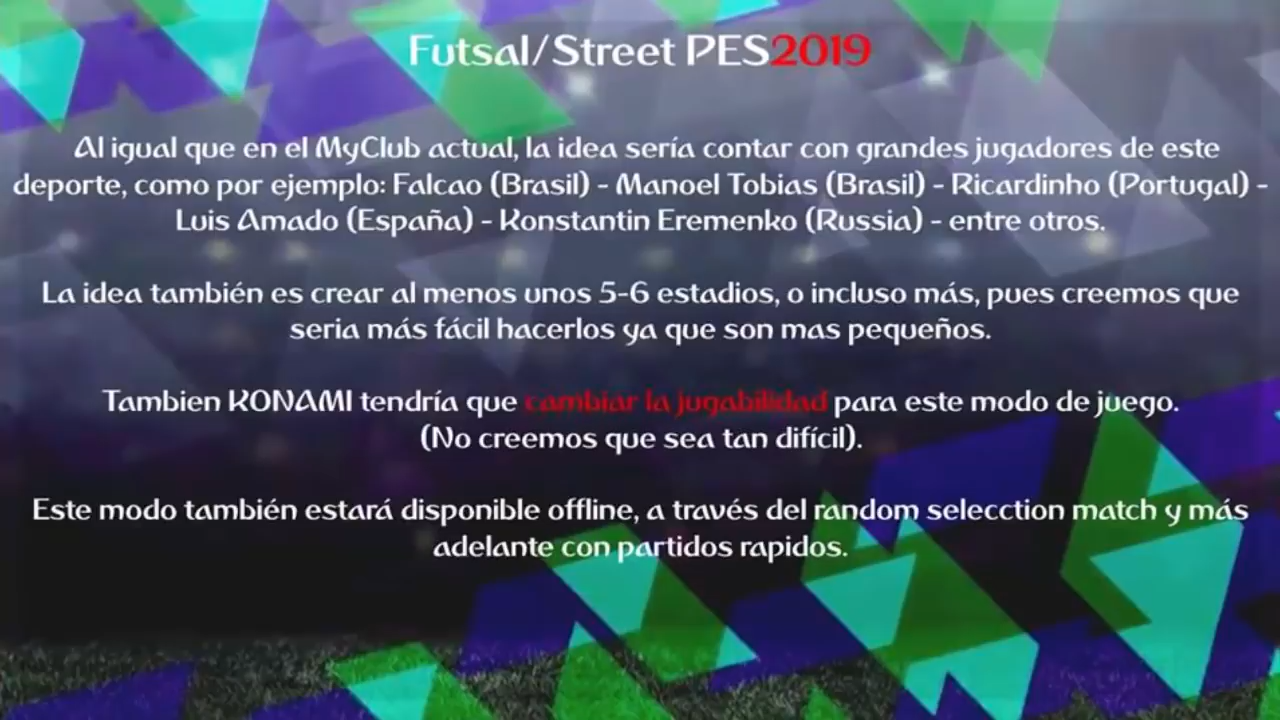 Futsal/Street PES2019
Al igual que en el MyClub actual, la idea sería contar con grandes jugadores de este
deporte, como por ejemplo: Falcao (Brasil) - Manoel Tobias (Brasil) - Ricardinho (Portugal) -
Luis Amado (España) - Konstantin Eremenko (Russia) - entre otros.
La idea también es crear al menos unos 5-6 estadios, o incluso más, pues creemos que
seria más fácil hacerlos ya que son mas pequeños.
Tambien KONAMI tendría que cambiar la jugabilidad para este modo de juego.
(No creemos que sea tan difícil).
Este modo también estará disponible offline, a través del random selecction match y más
adelante con partidos rapidos.